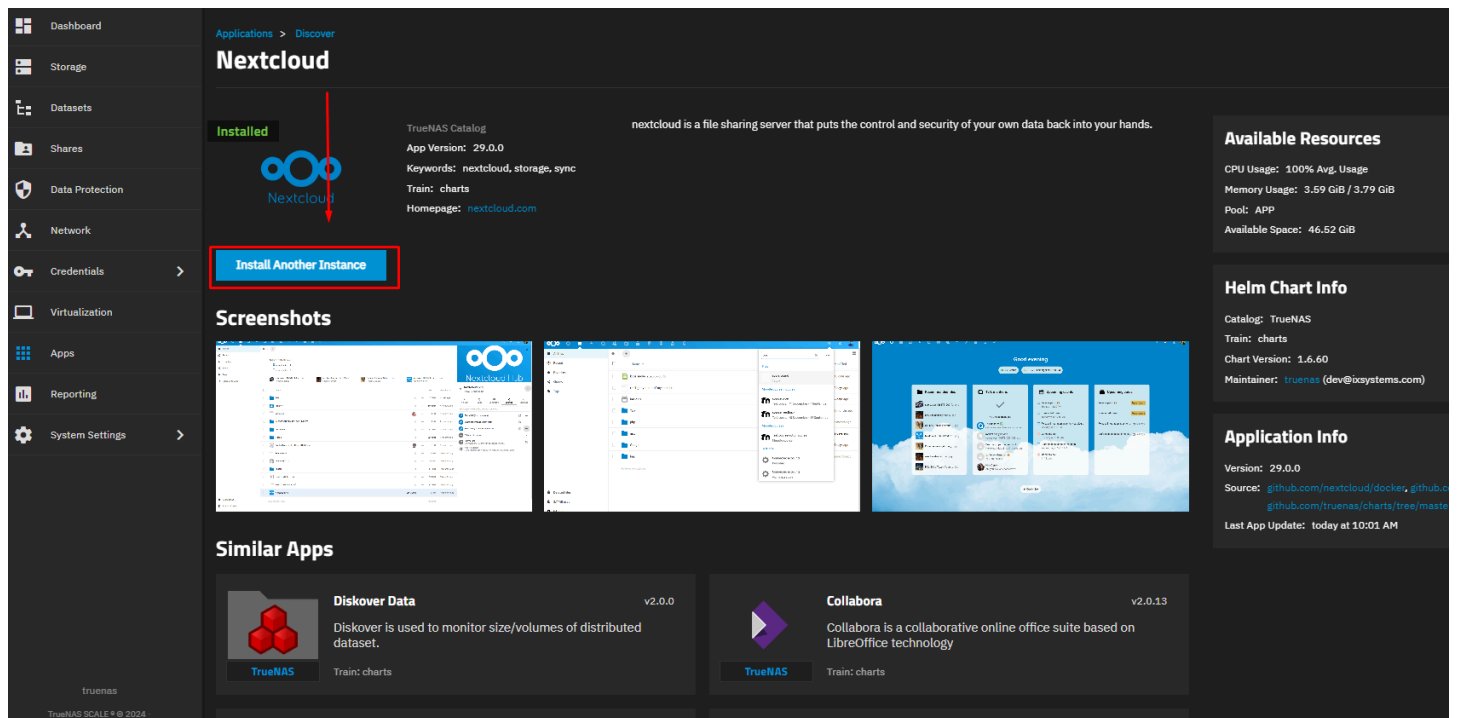 Dashboard
Storage
Datasets
Shares
Data Protection
Network
Credentials
Virtualization
Apps
Reporting
System Settings
truenas
TrueNAS SCALE ® © 2024
Applications > Discover
Nextcloud
Installed
Nextcloud
TrueNAS Catalog
App Version: 29.0.0
Keywords: nextcloud, storage, sync
Train: charts
Homepage: nextcloud.com
nextcloud is a file sharing server that puts the control and security of your own data back into your hands.
Install Another Instance
Screenshots
Nextcloud Hub
Good evening
Similar Apps
Diskover Data
v2.0.0
Diskover is used to monitor size/volumes of distributed
dataset.
TrueNAS
Train: charts
Collabora
v2.0.13
Collabora is a collaborative online office suite based on
LibreOffice technology
TrueNAS
Train: charts
Available Resources
CPU Usage: 100% Avg. Usage
Memory Usage: 3.59 GiB / 3.79 GiB
Pool: APP
Available Space: 46.52 GiB
Helm Chart Info
Catalog: TrueNAS
Train: charts
Chart Version: 1.6.60
Maintainer: truenas (dev@ixsystems.com)
Application Info
Version: 29.0.0
Source: github.com/nextcloud/docker, github.c
github.com/truenas/charts/tree/maste
Last App Update: today at 10:01 AM